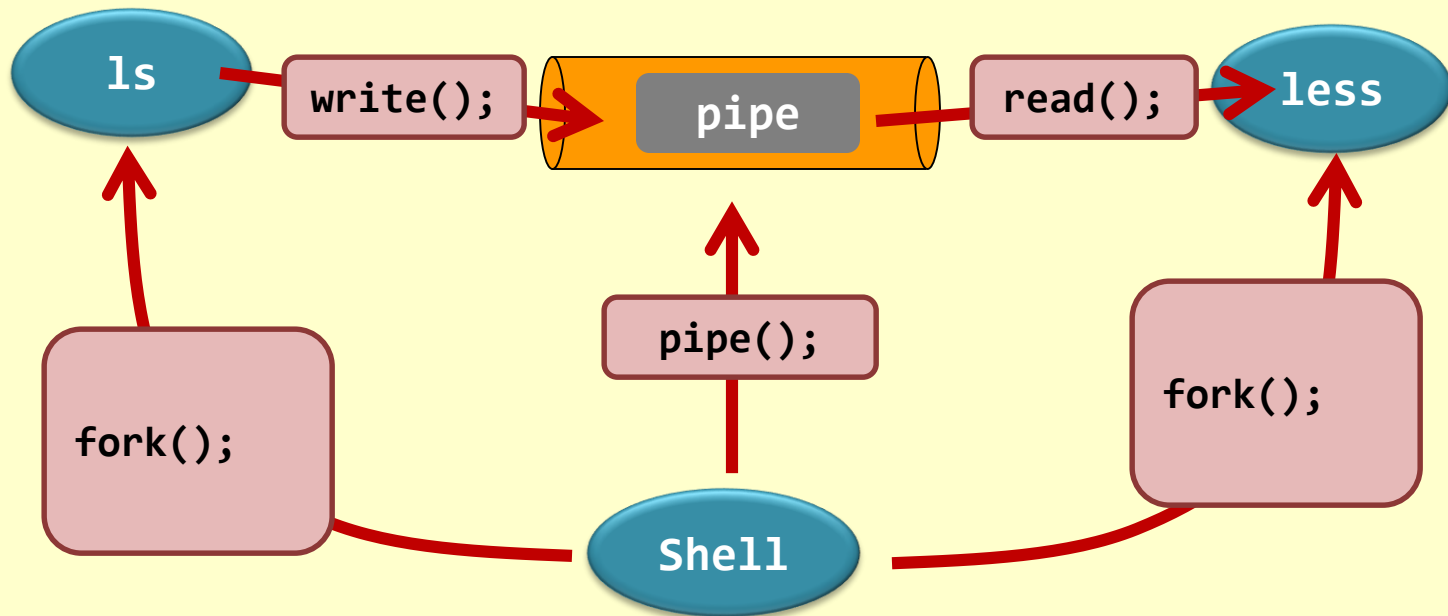 ls
write();
pipe
read();
less
pipe();
fork();
fork();
Shell